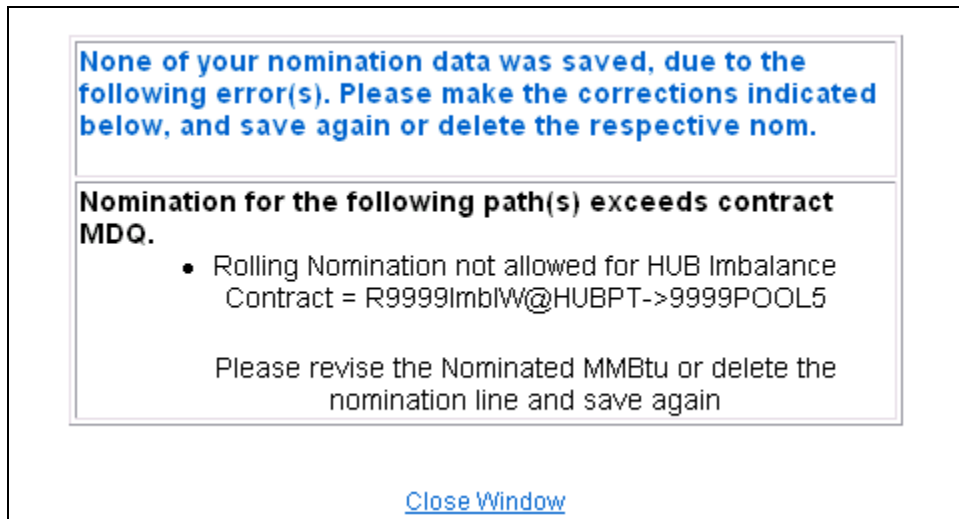 None of your nomination data was saved, due to the
following error(s). Please make the corrections indicated
below, and save again or delete the respective nom.
Nomination for the following path(s) exceeds contract
MDQ.
• Rolling Nomination not allowed for HUB Imbalance
Contract = R9999ImblW@HUBPT->9999POOL5
Please revise the Nominated MMBtu or delete the
nomination line and save again
Close Window